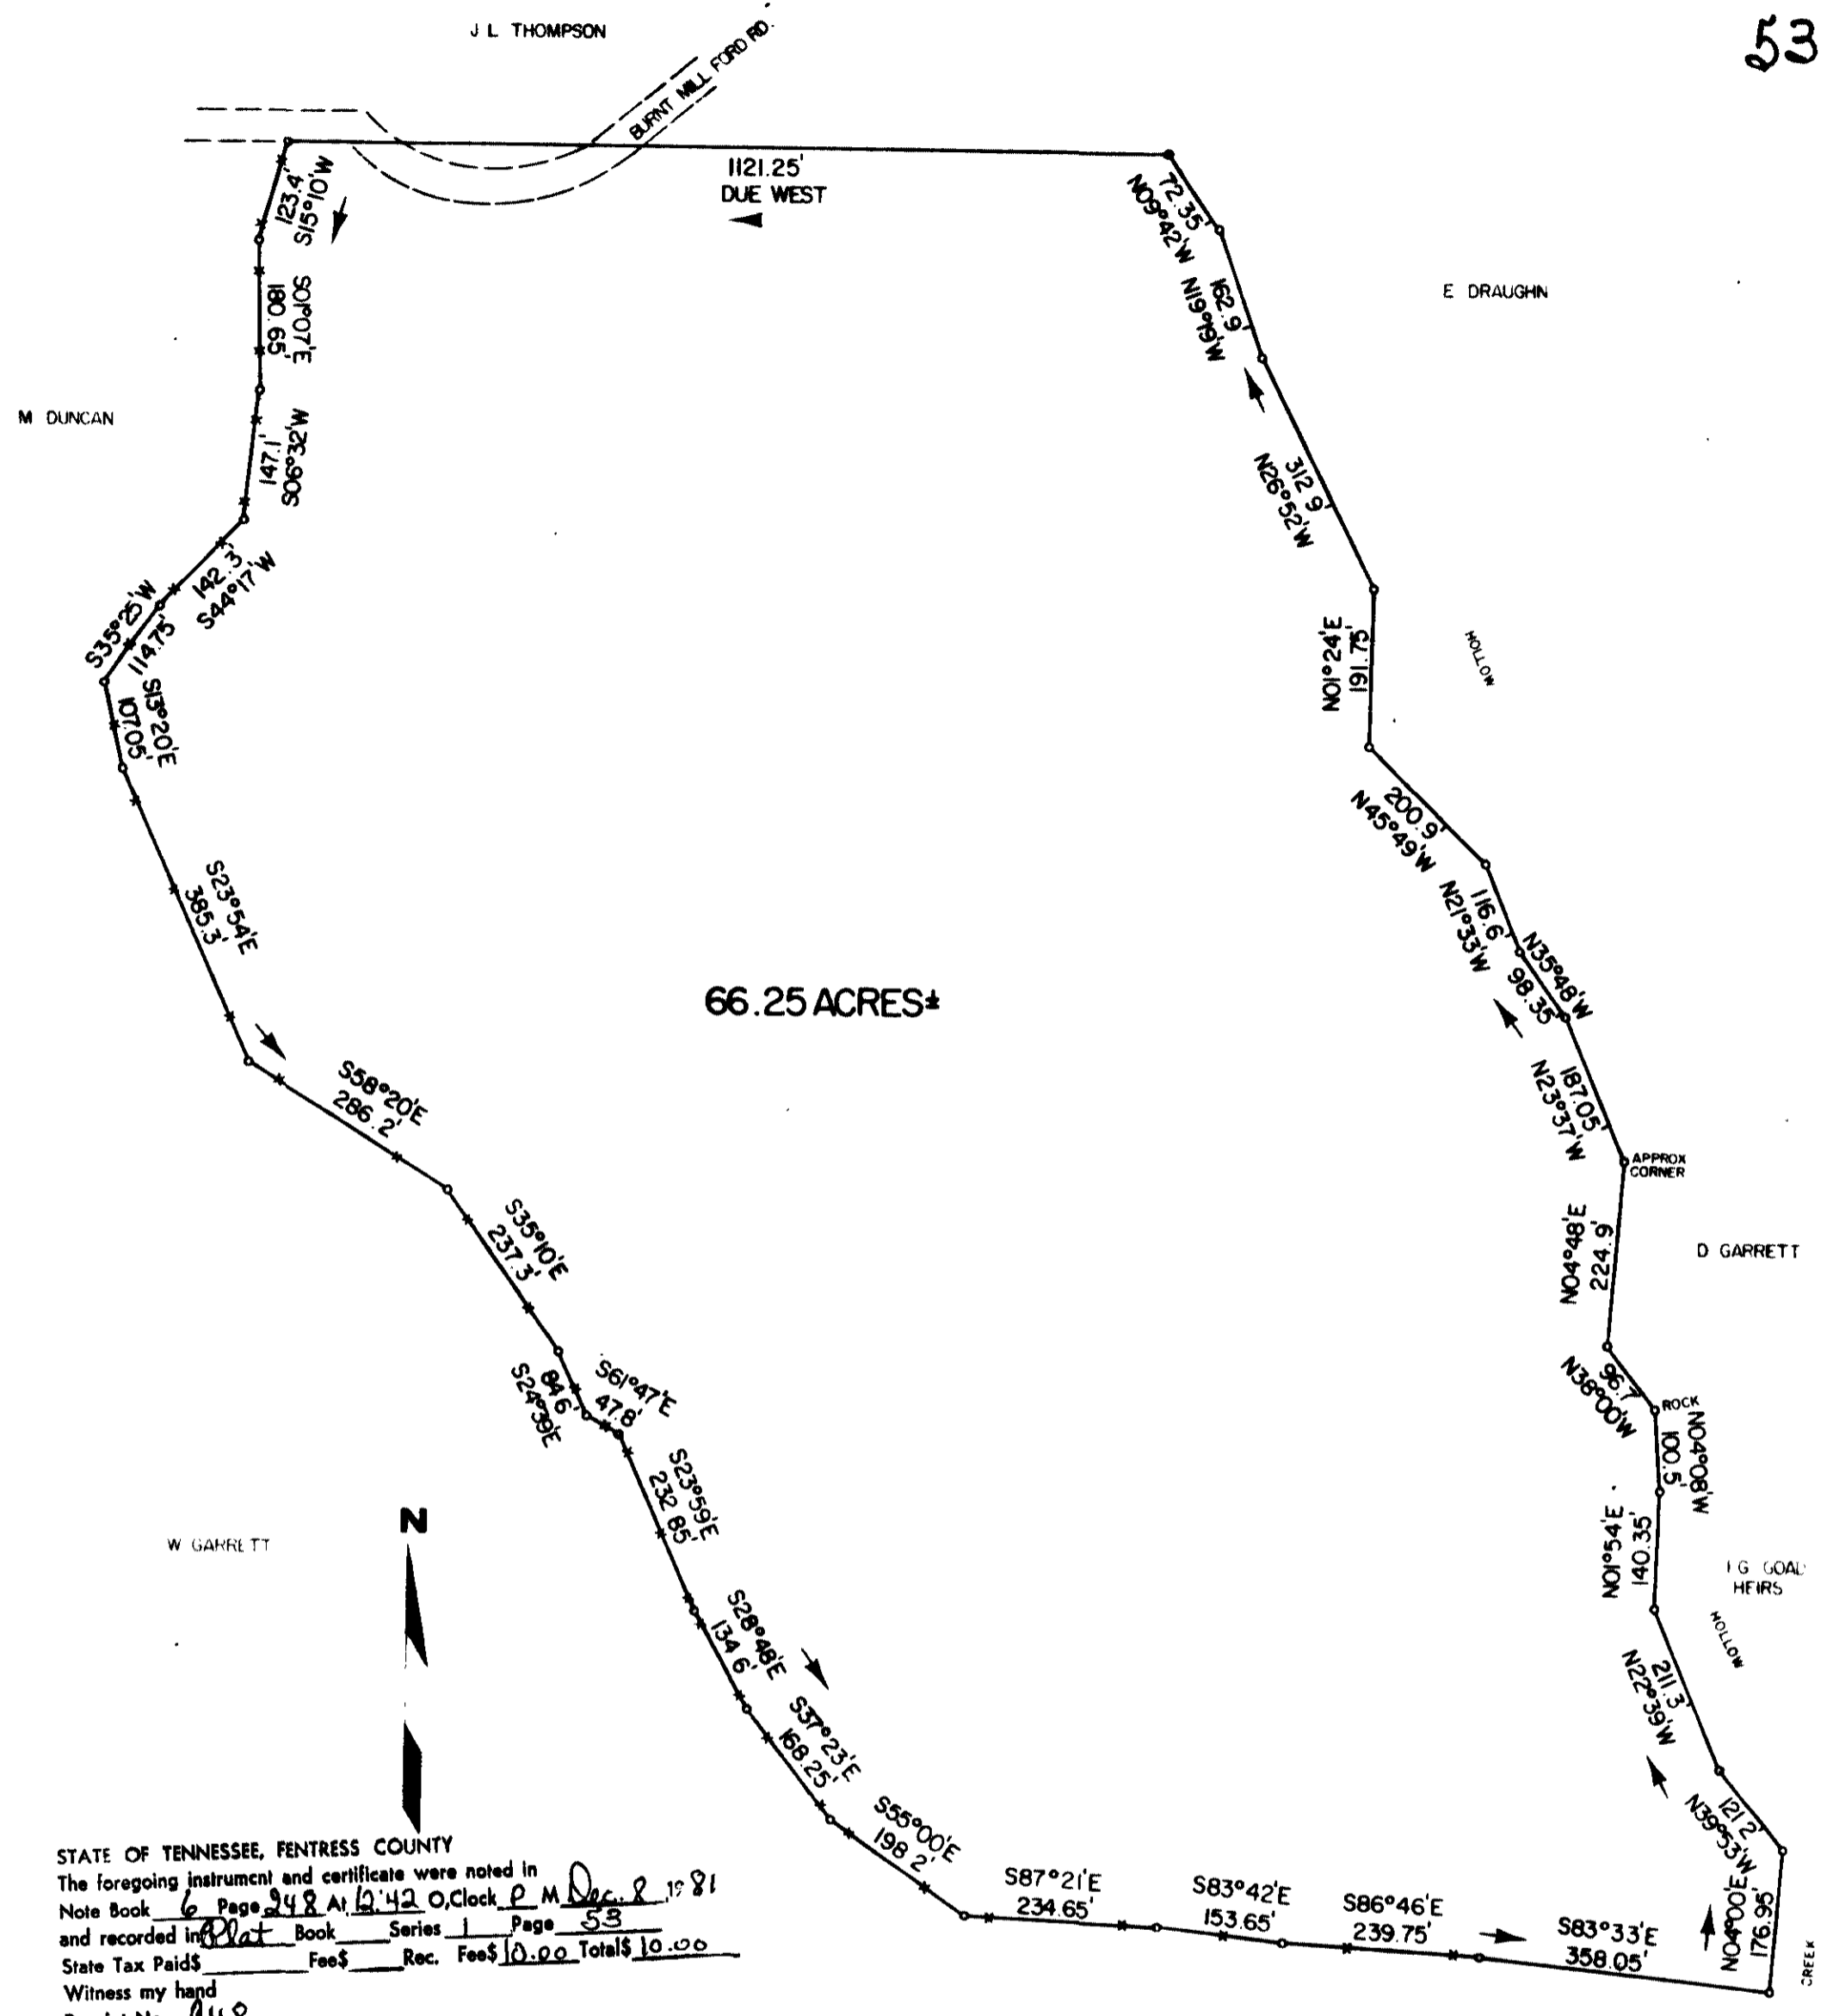 53
J L THOMPSON
BURNT MILL FORD RD.
1121.25'
DUE WEST
123.4'
S15°10'W
S01°07'E
180.65'
147.1'
S06°32'W
142.3'
S44°17'W
S35°25'W
114.75'
S13°20'E
107.05'
S23°54'E
385.3'
S58°20'E
286.2'
S35°10'E
237.3'
84.6'
S24°39'E
S61°47'E
47.8'
S23°59'E
232.85'
S28°48'E
134.6'
S37°23'E
168.25'
S55°00'E
198.2'
S87°21'E
234.65'
S83°42'E
153.65'
S86°46'E
239.75'
S83°33'E
358.05'
N04°00'E
176.95'
CREEK
121.2'
N39°53'W
211.3'
N22°39'W
HOLLOW
N01°54'E
140.35'
N04°08'W
100.5'
ROCK
96.7'
N38°00'W
N04°48'E
224.9'
APPROX
CORNER
187.05'
N23°37'W
N35°48'W
98.35'
116.6'
N21°33'W
200.9'
N45°49'W
N01°24'E
191.75'
HOLLOW
312.9'
N26°52'W
162.9'
N19°19'W
72.35'
N09°42'W
E DRAUGHN
M DUNCAN
66.25 ACRES±
D GARRETT
G GOAD
HEIRS
W GARRETT
N
STATE OF TENNESSEE, FENTRESS COUNTY
The foregoing instrument and certificate were noted in
Note Book 6 Page 248 At 12:42 O,Clock P M Dec. 8 1981
and recorded in Plat Book Series 1 Page 53
State Tax Paid$ Fee$ Rec. Fee$ 10.00 Total$ 10.00
Witness my hand